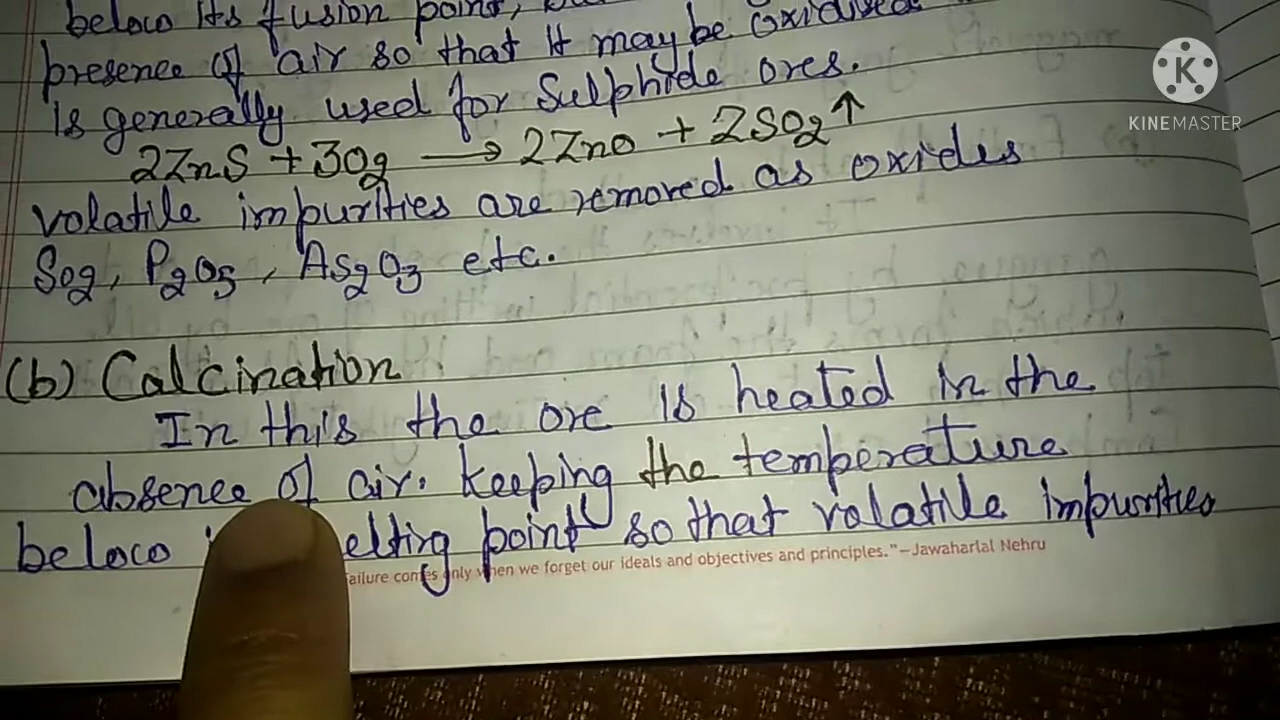 below its fusion point,
presence of air so that it may be oxidised
is generally used for Sulphide ores.
2ZnS + 3O2 → 2ZnO + 2SO2↑
volatile impurities are removed as oxides
SO2, P2O5, As2O3 etc.
(b) Calcination
In this the ore is heated in the
absence of air. Keeping the temperature
below elting point so that volatile impurities
ailure comes only when we forget our ideals and objectives and principles."—Jawaharlal Nehru
K
KINEMASTER